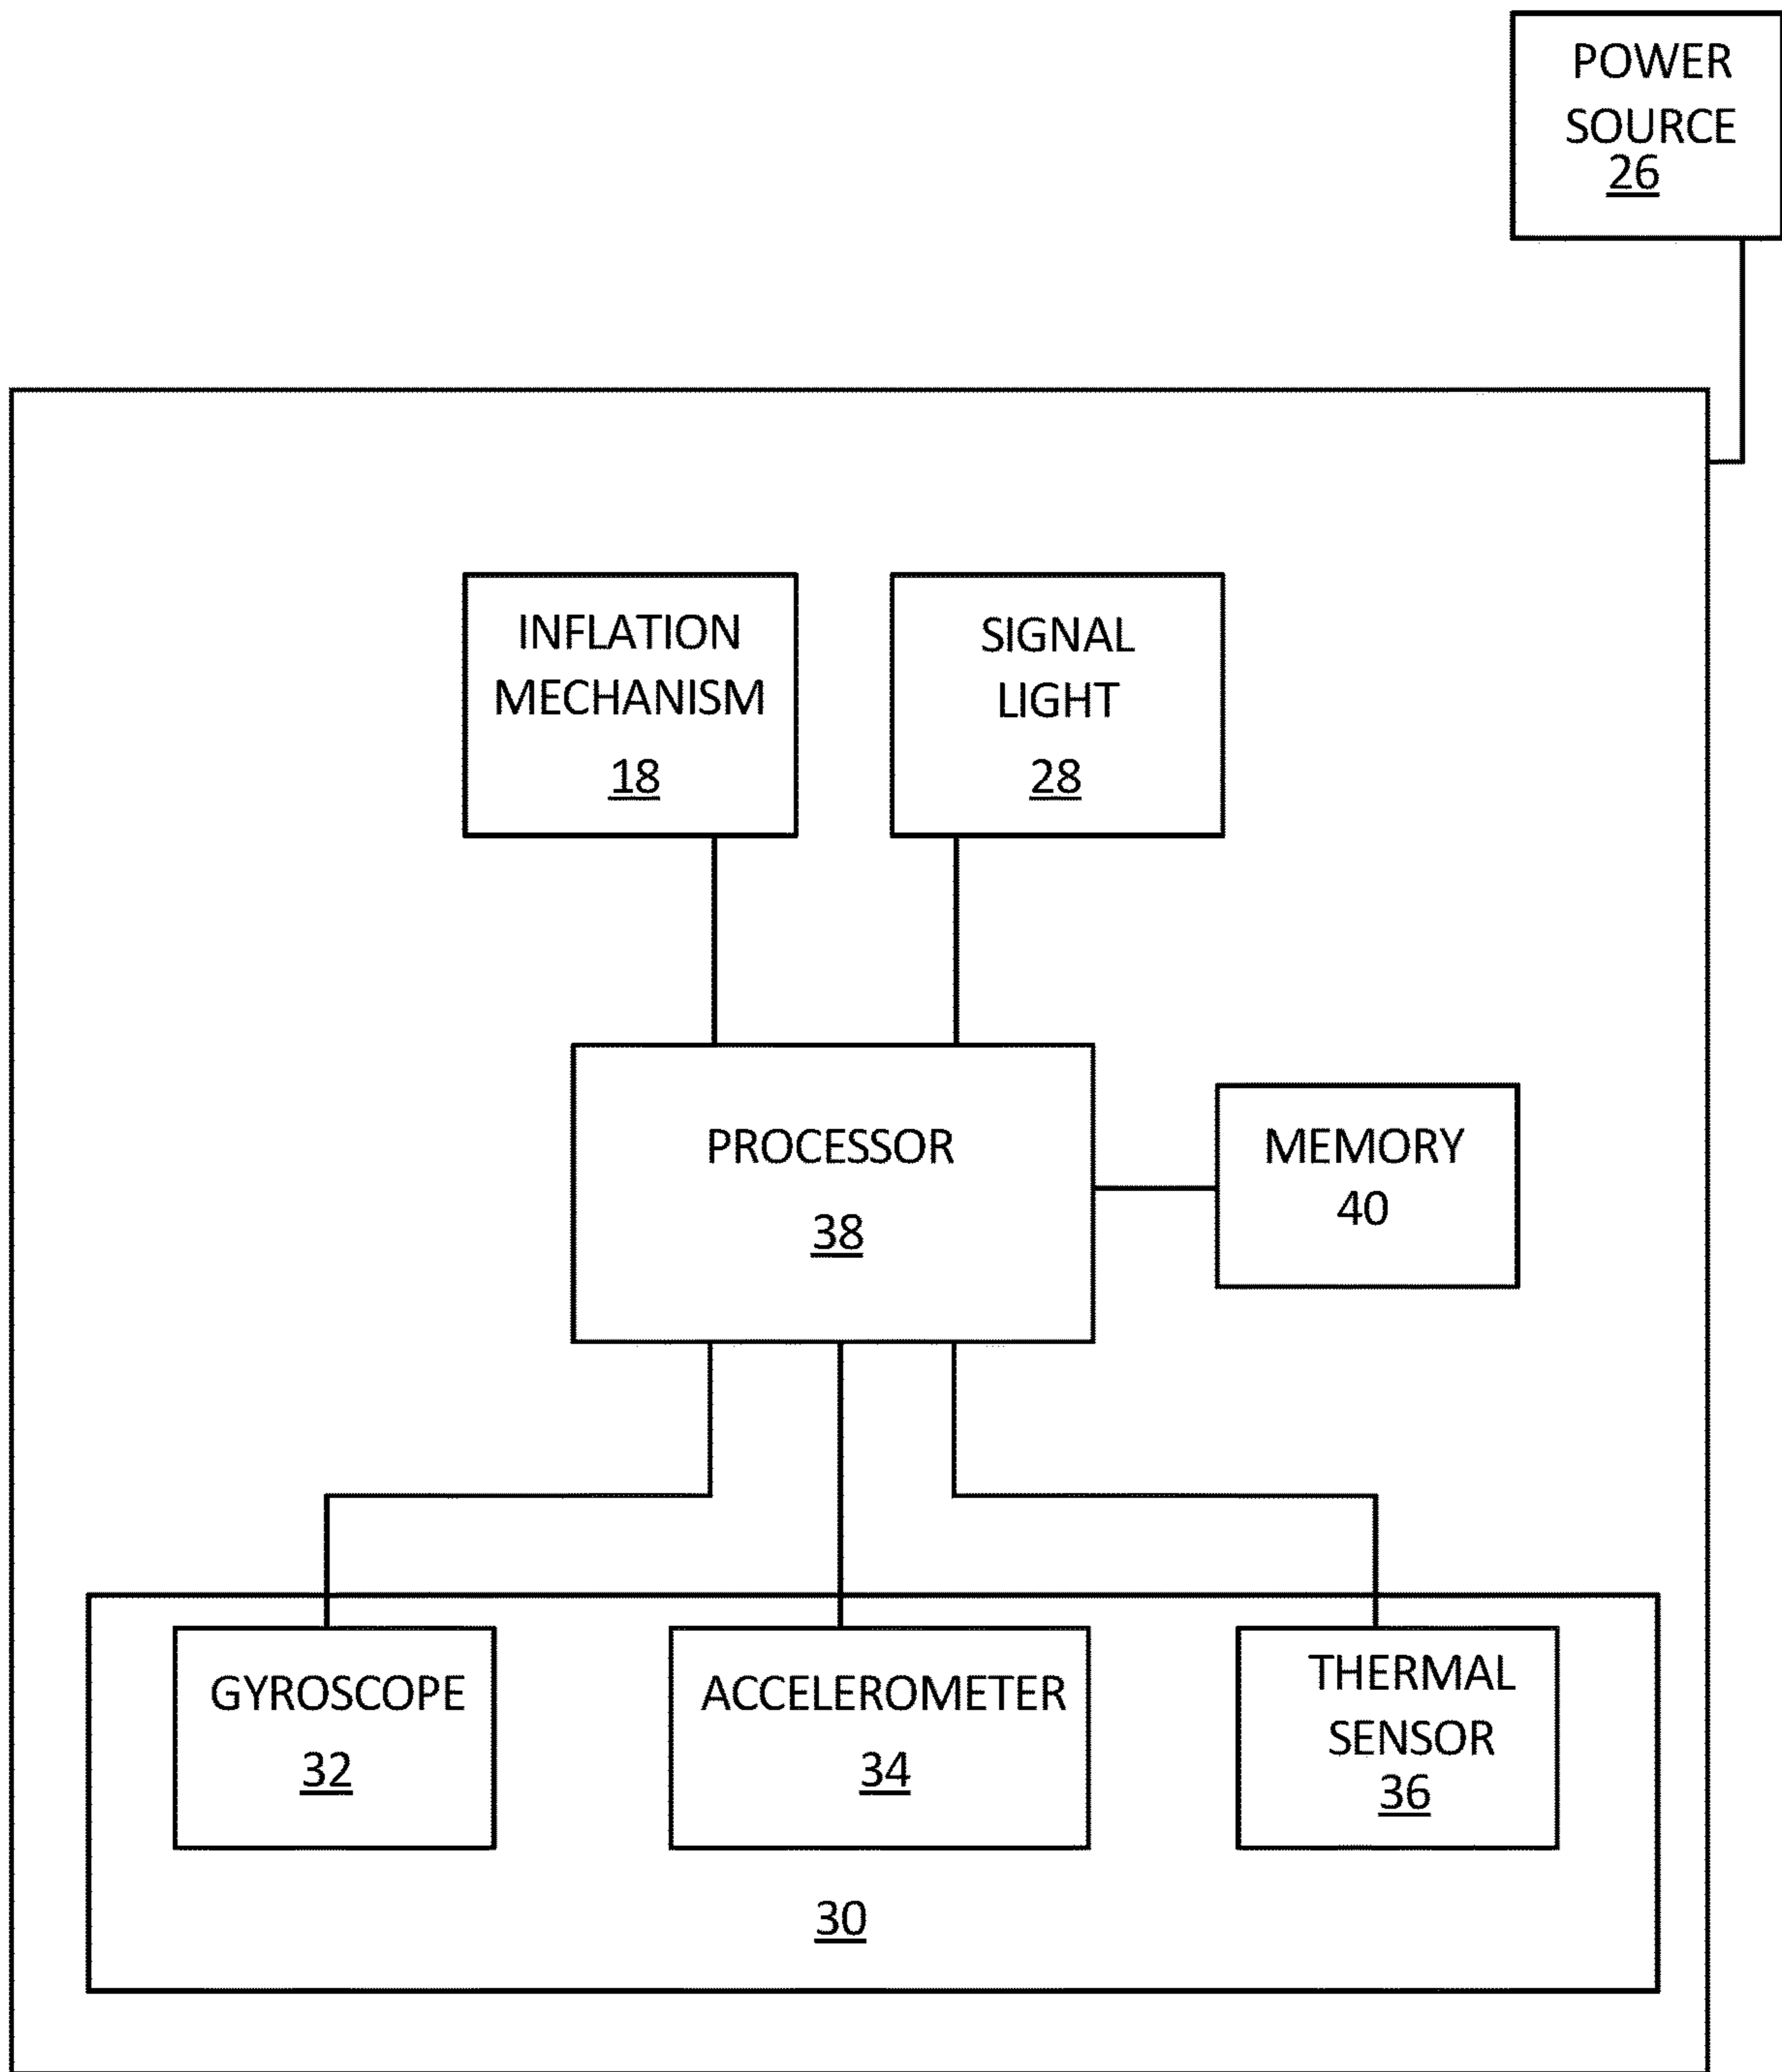 POWER
SOURCE
26
INFLATION
MECHANISM
18
SIGNAL
LIGHT
28
PROCESSOR
38
MEMORY
40
GYROSCOPE
32
ACCELEROMETER
34
THERMAL
SENSOR
36
30